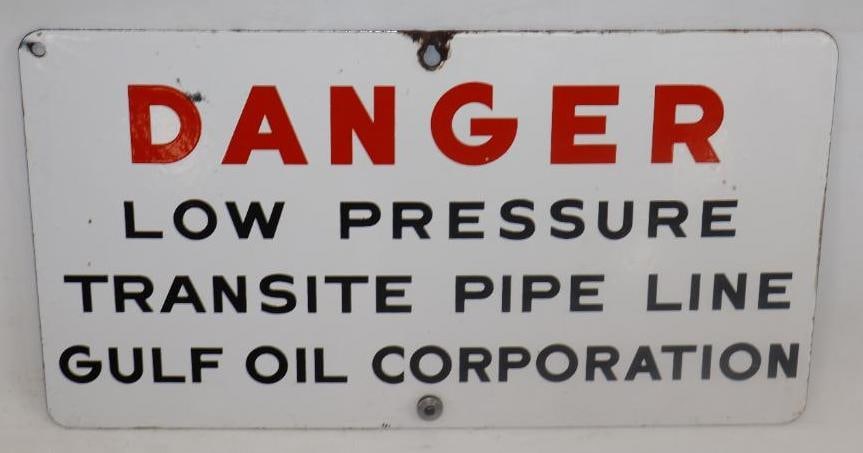 DANGER
LOW PRESSURE
TRANSITE PIPE LINE
GULF OIL CORPORATION